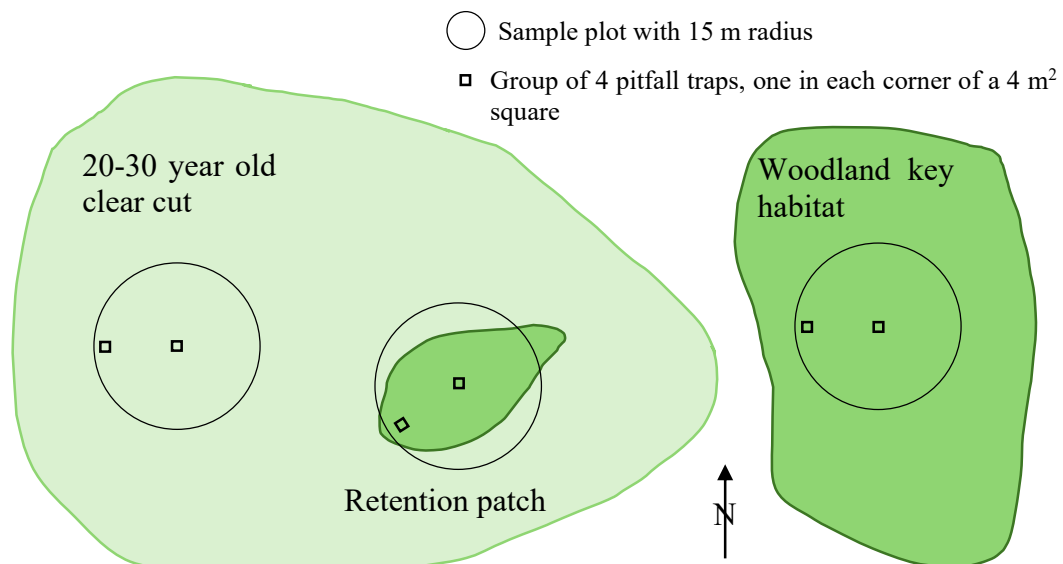 Sample plot with 15 m radius
Group of 4 pitfall traps, one in each corner of a 4 m²
square
20-30 year old
clear cut
Woodland key
habitat
Retention patch
N